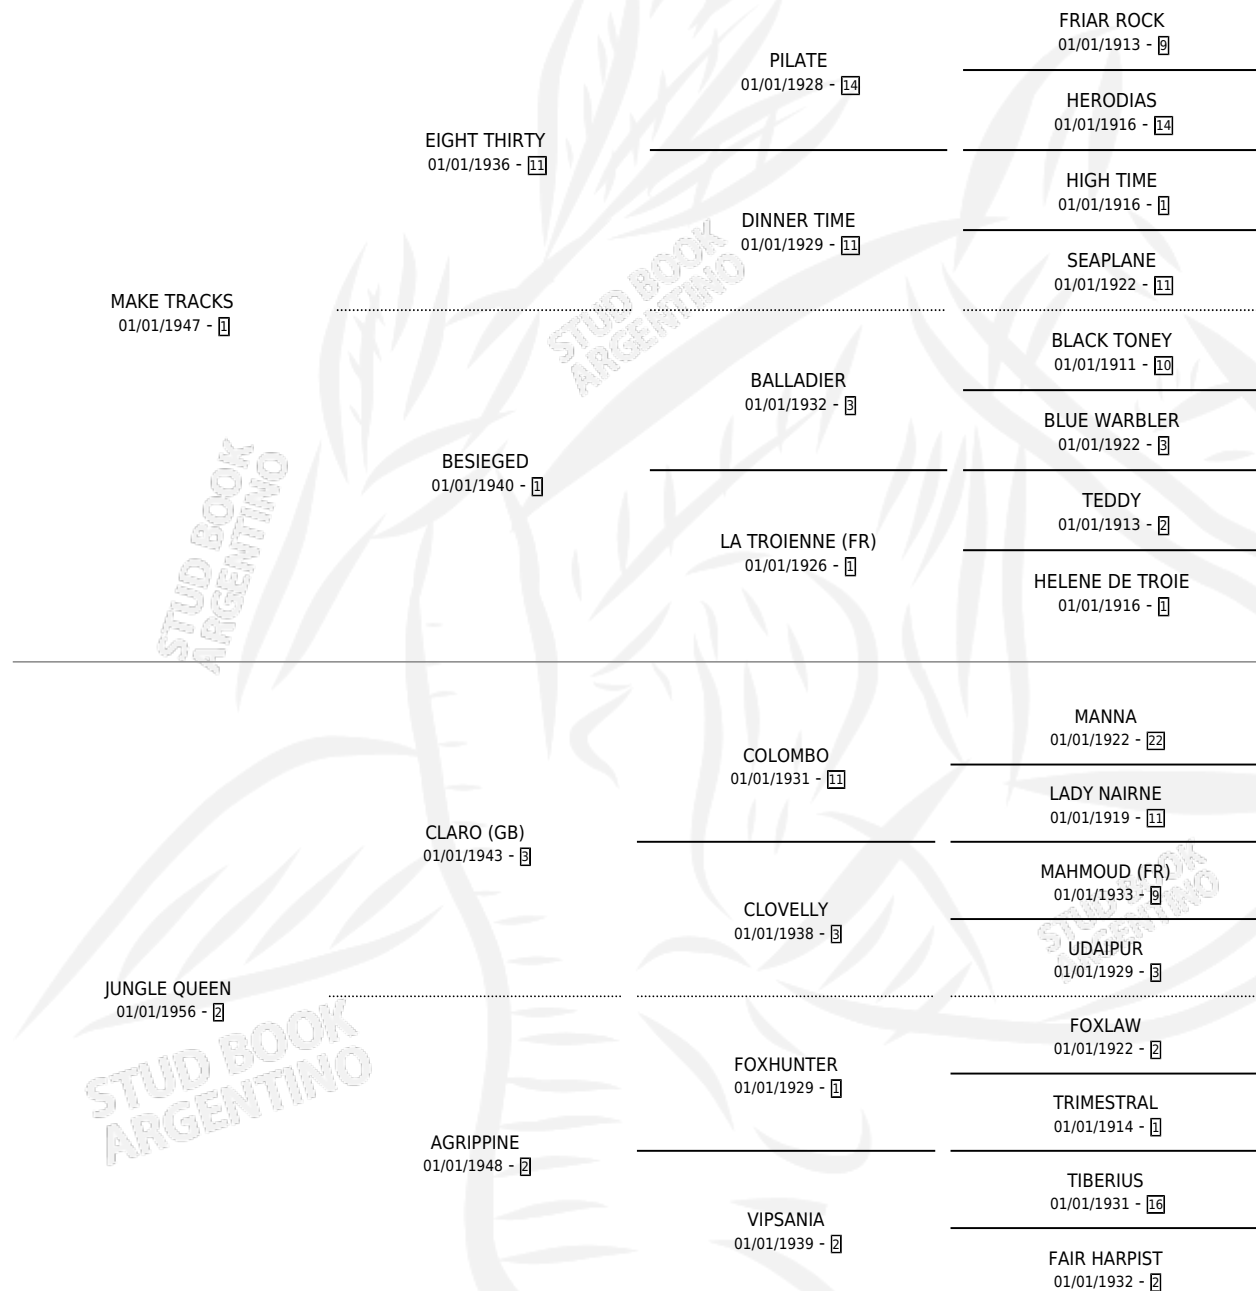 FRIAR ROCK
01/01/1913 - 9
PILATE
01/01/1928 - 14
HERODIAS
01/01/1916 - 14
EIGHT THIRTY
01/01/1936 - 11
HIGH TIME
01/01/1916 - 1
DINNER TIME
01/01/1929 - 11
SEAPLANE
01/01/1922 - 11
MAKE TRACKS
01/01/1947 - 1
BLACK TONEY
01/01/1911 - 10
BALLADIER
01/01/1932 - 3
BLUE WARBLER
01/01/1922 - 3
BESIEGED
01/01/1940 - 1
TEDDY
01/01/1913 - 2
LA TROIENNE (FR)
01/01/1926 - 1
HELENE DE TROIE
01/01/1916 - 1
MANNA
01/01/1922 - 22
COLOMBO
01/01/1931 - 11
LADY NAIRNE
01/01/1919 - 11
CLARO (GB)
01/01/1943 - 3
MAHMOUD (FR)
01/01/1933 - 9
CLOVELLY
01/01/1938 - 3
UDAIPUR
01/01/1929 - 3
JUNGLE QUEEN
01/01/1956 - 2
FOXLAW
01/01/1922 - 2
FOXHUNTER
01/01/1929 - 1
TRIMESTRAL
01/01/1914 - 1
AGRIPPINE
01/01/1948 - 2
TIBERIUS
01/01/1931 - 16
VIPSANIA
01/01/1939 - 2
FAIR HARPIST
01/01/1932 - 2
STUD BOOK
ARGENTINO
STUD BOOK
ARGENTINO
STUD BOOK
ARGENTINO
STUD BOOK
ARGENTINO